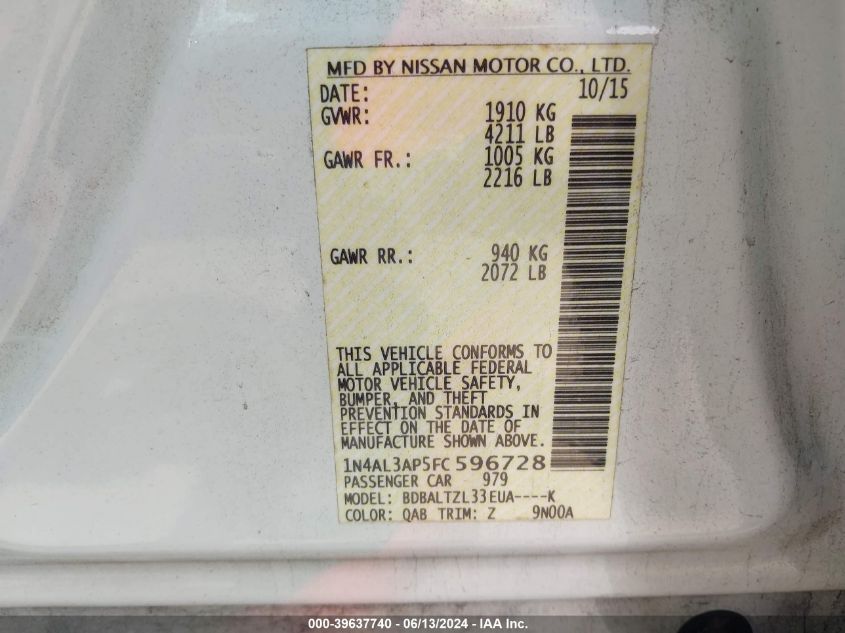 MFD BY NISSAN MOTOR CO., LTD.
DATE: 10/15
GVWR: 1910 KG
4211 LB
GAWR FR.: 1005 KG
2216 LB
GAWR RR.: 940 KG
2072 LB
THIS VEHICLE CONFORMS TO
ALL APPLICABLE FEDERAL
MOTOR VEHICLE SAFETY,
BUMPER, AND THEFT
PREVENTION STANDARDS IN
EFFECT ON THE DATE OF
MANUFACTURE SHOWN ABOVE.
1N4AL3AP5FC596728
PASSENGER CAR 979
MODEL: BDBALTZL33EUA----K
COLOR: QAB TRIM: Z 9N00A
000-39637740 - 06/13/2024 - IAA Inc.